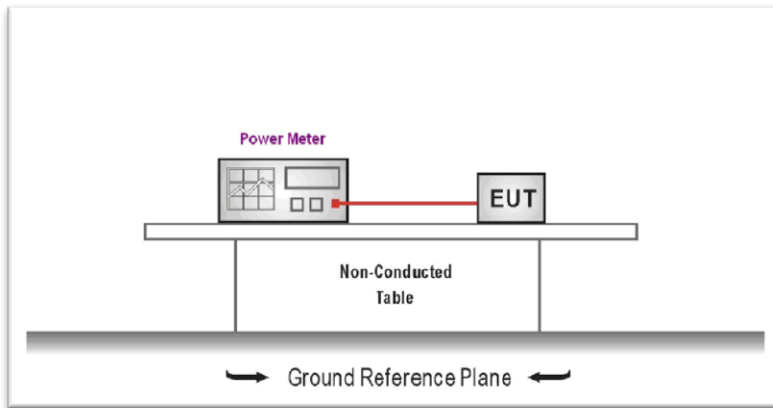 Power Meter
EUT
Non-Conducted
Table
Ground Reference Plane